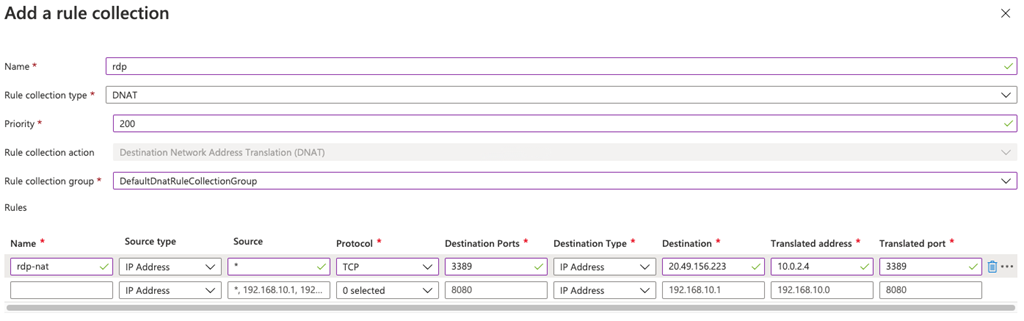 Add a rule collection
Name *
rdp
Rule collection type *
DNAT
Priority *
200
Rule collection action
Destination Network Address Translation (DNAT)
Rule collection group *
DefaultDnatRuleCollectionGroup
Rules
Name * Source type Source Protocol * Destination Ports * Destination Type * Destination * Translated address * Translated port *
rdp-nat IP Address * TCP 3389 IP Address 20.49.156.223 10.0.2.4 3389
IP Address *, 192.168.10.1, 192... 0 selected 8080 IP Address 192.168.10.1 192.168.10.0 8080